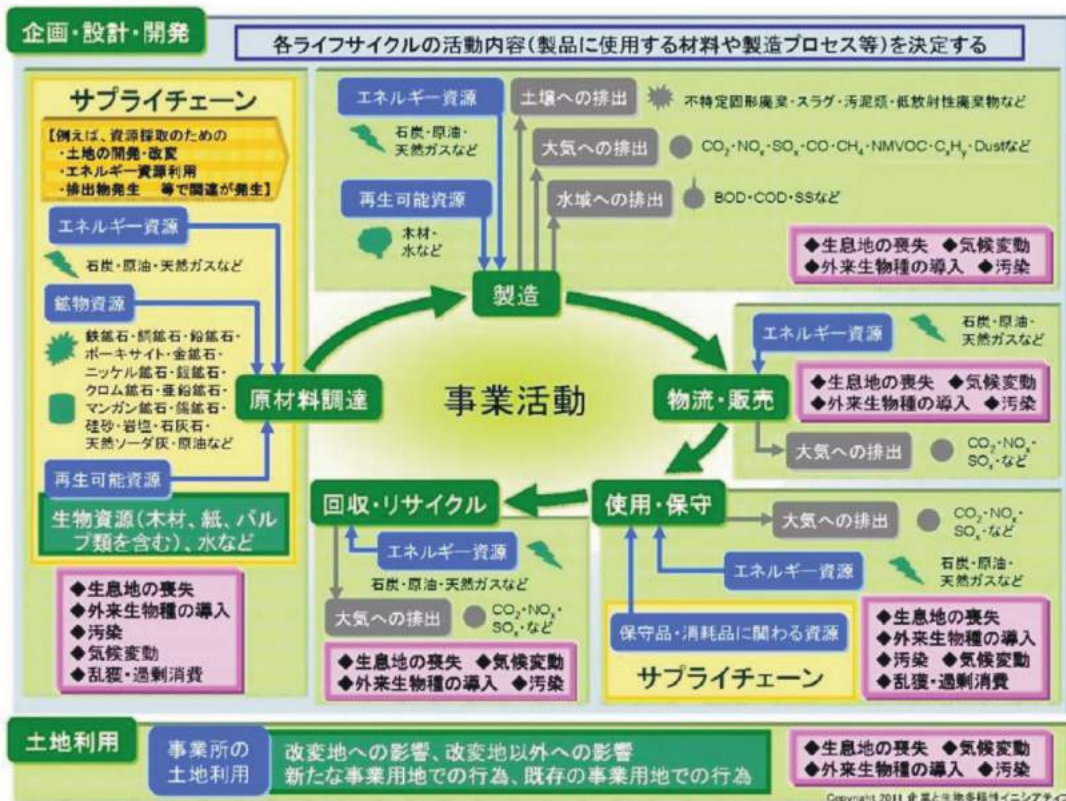 企画・設計・開発
各ライフサイクルの活動内容(製品に使用する材料や製造プロセス等)を決定する
サプライチェーン
【例えば、資源採取のための
・土地の開発・改変
・エネルギー資源利用
・排出物発生 等で関連が発生】
エネルギー資源
石炭・原油・天然ガスなど
鉱物資源
鉄鉱石・銅鉱石・鉛鉱石・
ボーキサイト・金鉱石・
ニッケル鉱石・銀鉱石・
クロム鉱石・亜鉛鉱石・
マンガン鉱石・錫鉱石・
硅砂・岩塩・石灰石・
天然ソーダ灰・原油など
再生可能資源
生物資源(木材、紙、パル
プ類を含む)、水など
◆生息地の喪失
◆外来生物種の導入
◆汚染
◆気候変動
◆乱獲・過剰消費
原材料調達
エネルギー資源
石炭・原油・
天然ガスなど
再生可能資源
木材・
水など
土壌への排出
不特定固形廃棄・スラグ・汚泥類・低放射性廃棄物など
大気への排出
CO₂・NOₓ・SOₓ・CO・CH₄・NMVOC・CₓHᵧ・Dustなど
水域への排出
BOD・COD・SSなど
◆生息地の喪失 ◆気候変動
◆外来生物種の導入 ◆汚染
製造
事業活動
物流・販売
エネルギー資源
石炭・原油・
天然ガスなど
◆生息地の喪失 ◆気候変動
◆外来生物種の導入 ◆汚染
大気への排出
CO₂・NOₓ・
SOₓ・など
使用・保守
大気への排出
CO₂・NOₓ・
SOₓ・など
エネルギー資源
石炭・原油・
天然ガスなど
保守品・消耗品に関わる資源
サプライチェーン
◆生息地の喪失
◆外来生物種の導入
◆汚染 ◆気候変動
◆乱獲・過剰消費
回収・リサイクル
エネルギー資源
石炭・原油・天然ガスなど
大気への排出
CO₂・NOₓ・
SOₓ・など
◆生息地の喪失 ◆気候変動
◆外来生物種の導入 ◆汚染
土地利用
事業所の
土地利用
改変地への影響、改変地以外への影響
新たな事業用地での行為、既存の事業用地での行為
◆生息地の喪失 ◆気候変動
◆外来生物種の導入 ◆汚染
Copyright 2011 企業と生物多様性イニシアティブ